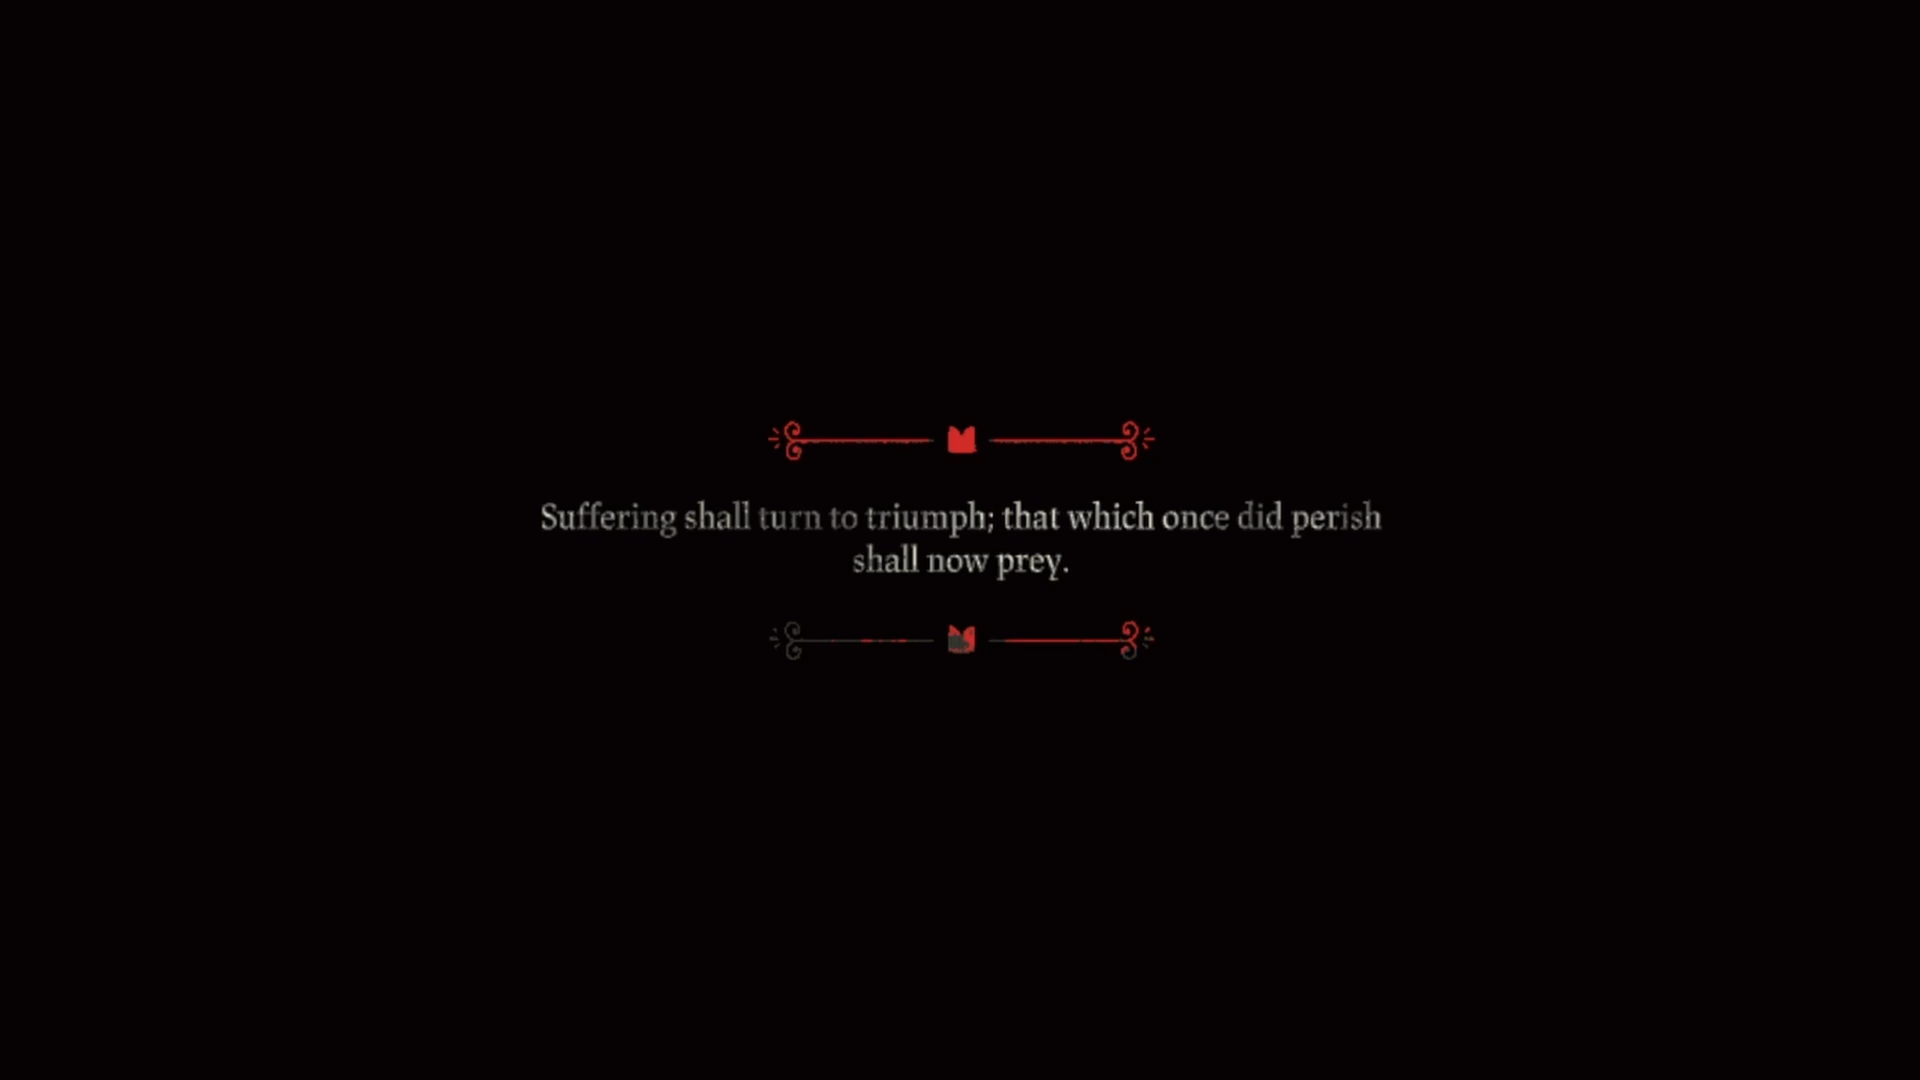 Suffering shall turn to triumph; that which once did perish
shall now prey.